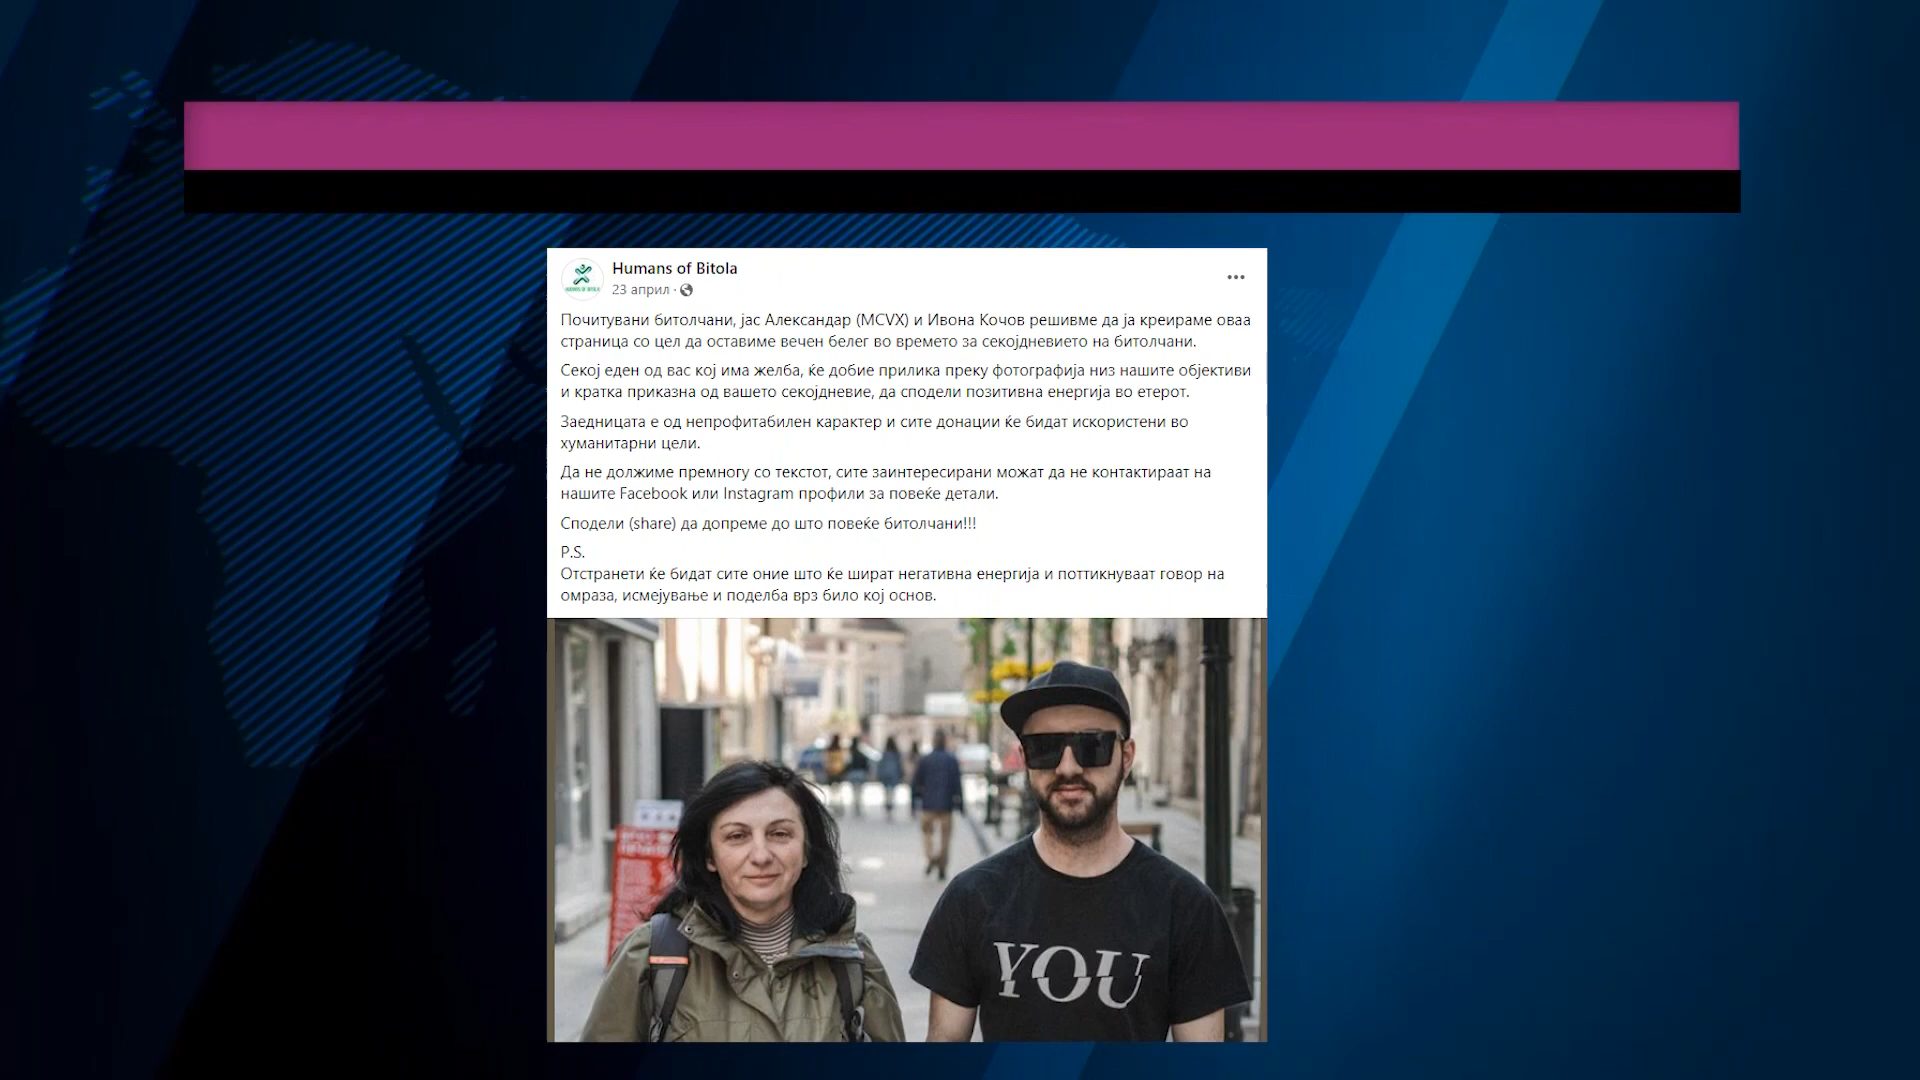 Humans of Bitola
23 април ·
Почитувани битолчани, јас Александар (MCVX) и Ивона Кочов решивме да ја креираме оваа
страница со цел да оставиме вечен белег во времето за секојдневието на битолчани.
Секој еден од вас кој има желба, ќе добие прилика преку фотографија низ нашите објективи
и кратка приказна од вашето секојдневие, да сподели позитивна енергија во етерот.
Заедницата е од непрофитабилен карактер и сите донации ќе бидат искористени во
хуманитарни цели.
Да не должиме премногу со текстот, сите заинтересирани можат да не контактираат на
нашите Facebook или Instagram профили за повеќе детали.
Сподели (share) да допреме до што повеќе битолчани!!!
P.S.
Отстранети ќе бидат сите оние што ќе шират негативна енергија и поттикнуваат говор на
омраза, исмејување и поделба врз било кој основ.
YOU